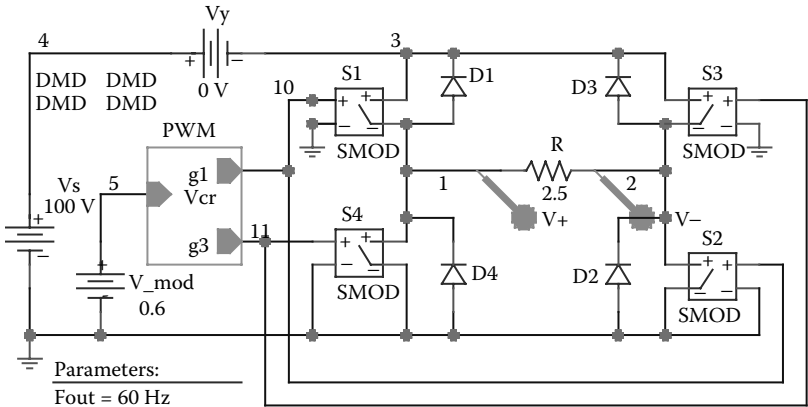 Vy
4
+
−
3
0 V
DMD DMD
DMD DMD
10
S1
+ +
− −
SMOD
D1
D3
S3
+ +
− −
SMOD
PWM
g1
Vcr
g3
5
Vs
100 V
+
−
R
1
2.5
2
V+
V−
11
S4
+ +
− −
SMOD
D4
D2
S2
+ +
− −
SMOD
+
V_mod
−
0.6
Parameters:
Fout = 60 Hz